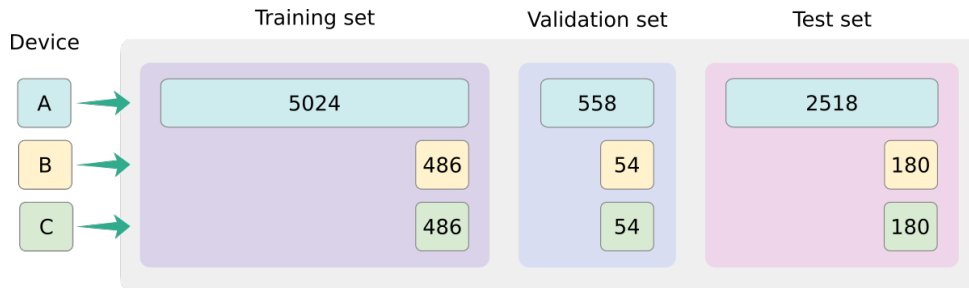 Training set Validation set Test set
Device
A 5024 558 2518
B 486 54 180
C 486 54 180